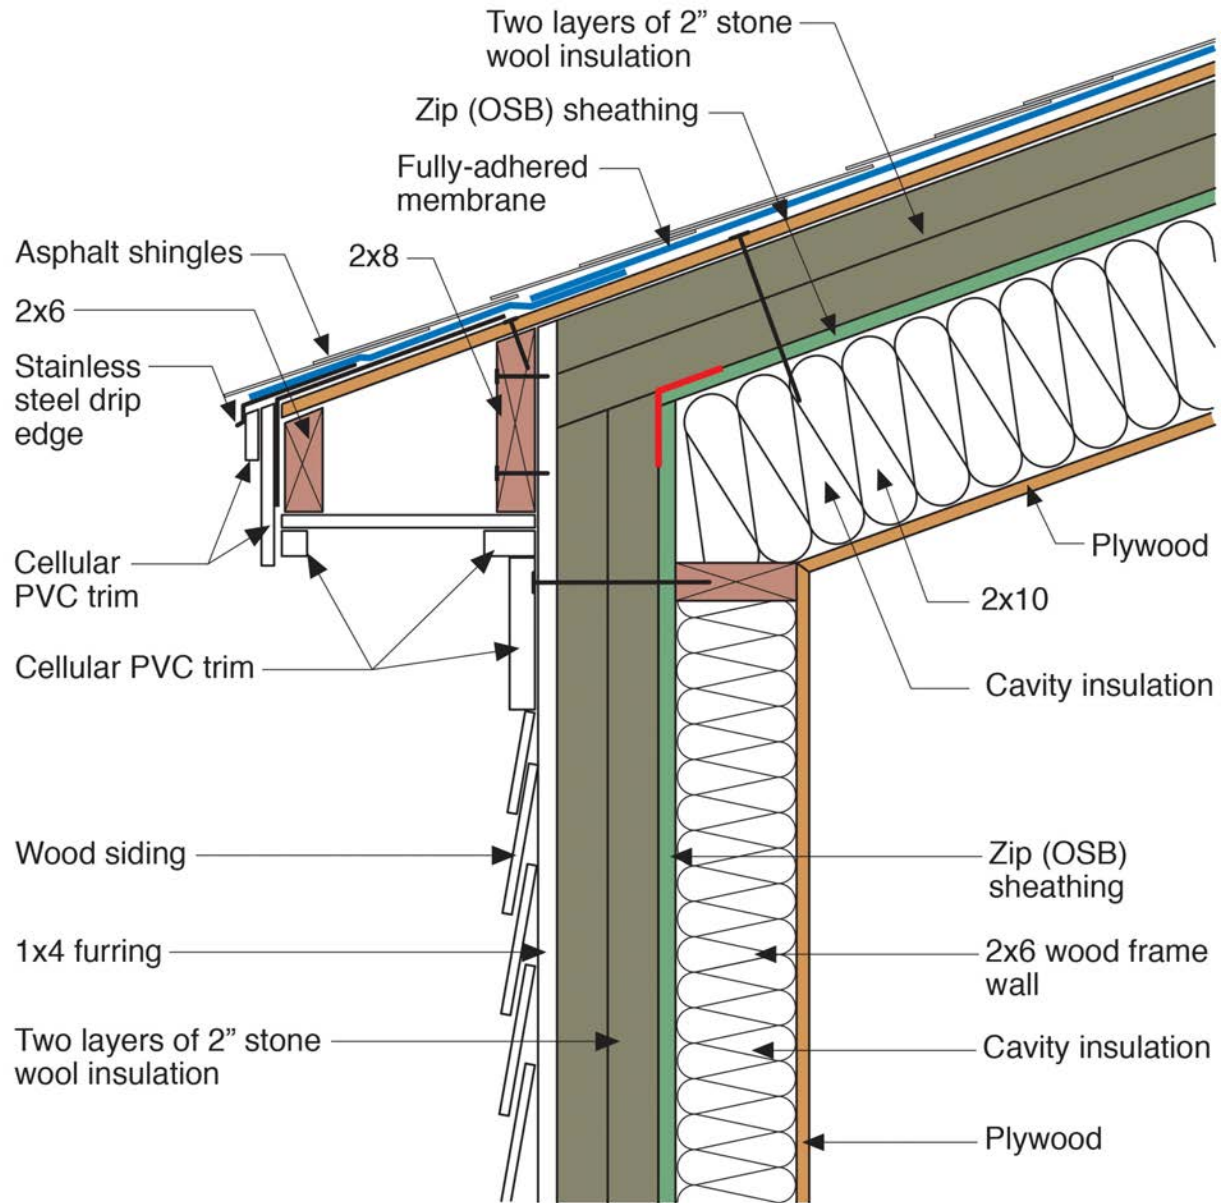 Two layers of 2” stone
wool insulation
Zip (OSB) sheathing
Fully-adhered
membrane
Asphalt shingles
2x8
2x6
Stainless
steel drip
edge
Cellular
PVC trim
Cellular PVC trim
Plywood
2x10
Cavity insulation
Wood siding
Zip (OSB)
sheathing
1x4 furring
2x6 wood frame
wall
Two layers of 2” stone
wool insulation
Cavity insulation
Plywood